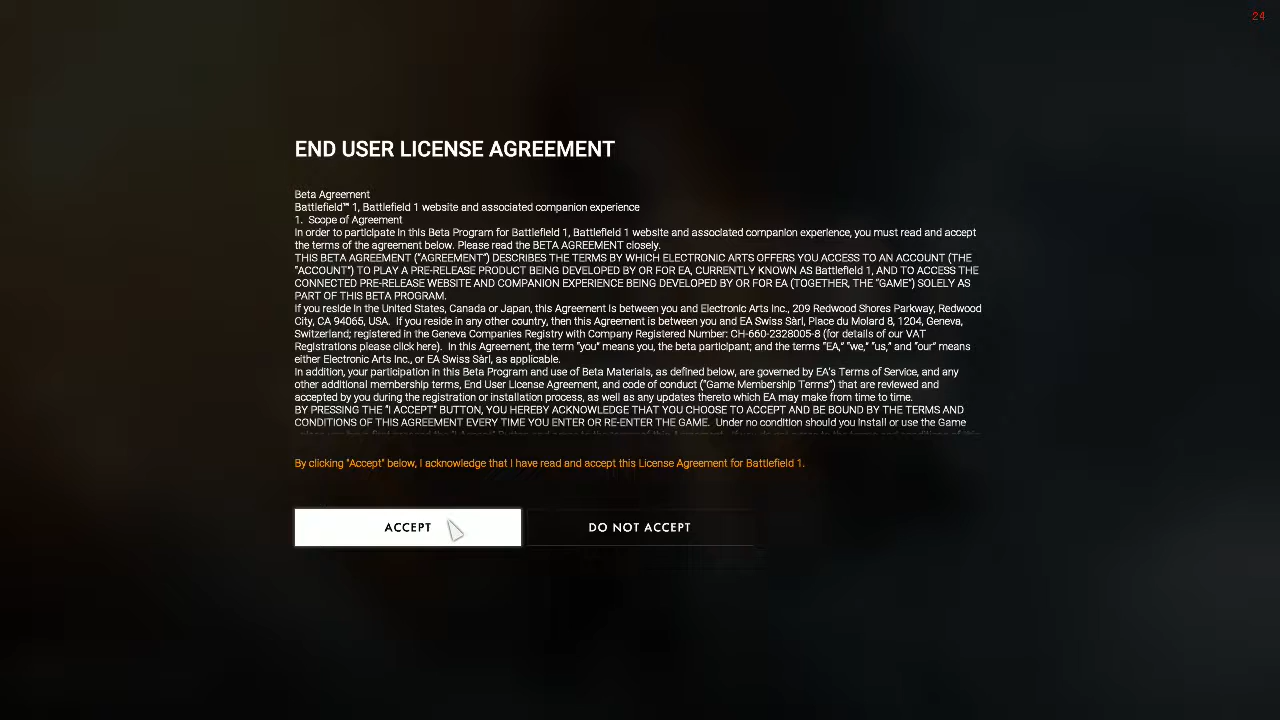 24
END USER LICENSE AGREEMENT
Beta Agreement
Battlefield™ 1, Battlefield 1 website and associated companion experience
1. Scope of Agreement
In order to participate in this Beta Program for Battlefield 1, Battlefield 1 website and associated companion experience, you must read and accept
the terms of the agreement below. Please read the BETA AGREEMENT closely.
THIS BETA AGREEMENT ("AGREEMENT") DESCRIBES THE TERMS BY WHICH ELECTRONIC ARTS OFFERS YOU ACCESS TO AN ACCOUNT (THE
"ACCOUNT") TO PLAY A PRE-RELEASE PRODUCT BEING DEVELOPED BY OR FOR EA, CURRENTLY KNOWN AS Battlefield 1, AND TO ACCESS THE
CONNECTED PRE-RELEASE WEBSITE AND COMPANION EXPERIENCE BEING DEVELOPED BY OR FOR EA (TOGETHER, THE "GAME") SOLELY AS
PART OF THIS BETA PROGRAM.
If you reside in the United States, Canada or Japan, this Agreement is between you and Electronic Arts Inc., 209 Redwood Shores Parkway, Redwood
City, CA 94065, USA. If you reside in any other country, then this Agreement is between you and EA Swiss Sàrl, Place du Molard 8, 1204, Geneva,
Switzerland; registered in the Geneva Companies Registry with Company Registered Number: CH-660-2328005-8 (for details of our VAT
Registrations please click here). In this Agreement, the term "you" means you, the beta participant; and the terms "EA," "we," "us," and "our" means
either Electronic Arts Inc., or EA Swiss Sàrl, as applicable.
In addition, your participation in this Beta Program and use of Beta Materials, as defined below, are governed by EA's Terms of Service, and any
other additional membership terms, End User License Agreement, and code of conduct ("Game Membership Terms") that are reviewed and
accepted by you during the registration or installation process, as well as any updates thereto which EA may make from time to time.
BY PRESSING THE "I ACCEPT" BUTTON, YOU HEREBY ACKNOWLEDGE THAT YOU CHOOSE TO ACCEPT AND BE BOUND BY THE TERMS AND
CONDITIONS OF THIS AGREEMENT EVERY TIME YOU ENTER OR RE-ENTER THE GAME. Under no condition should you install or use the Game
By clicking "Accept" below, I acknowledge that I have read and accept this License Agreement for Battlefield 1.
ACCEPT
DO NOT ACCEPT